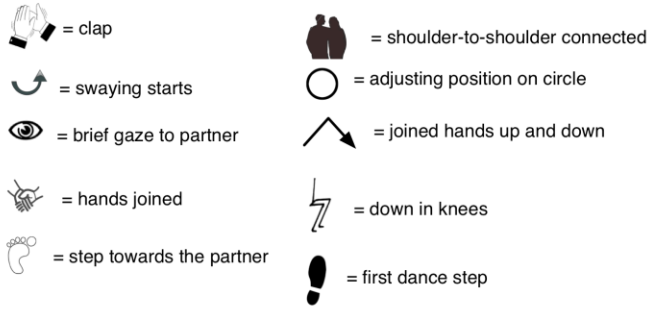 = clap
= swaying starts
= brief gaze to partner
= hands joined
= step towards the partner
= shoulder-to-shoulder connected
= adjusting position on circle
= joined hands up and down
= down in knees
= first dance step